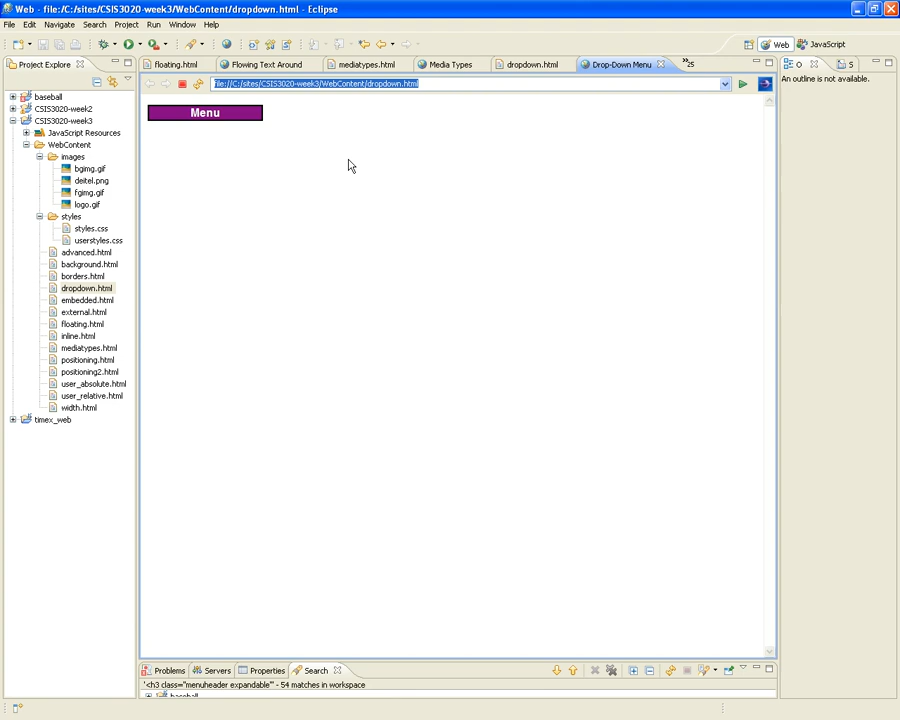 Web - file:/C:/sites/CSIS3020-week3/WebContent/dropdown.html - Eclipse
File Edit Navigate Search Project Run Window Help
Web JavaScript
Project Explore floating.html Flowing Text Around mediatypes.html Media Types dropdown.html Drop-Down Menu »25 O S
file://C:/sites/CSIS3020-week3/WebContent/dropdown.html
An outline is not available.
Menu
baseball
CSIS3020-week2
CSIS3020-week3
JavaScript Resources
WebContent
images
bgimg.gif
deitel.png
fgimg.gif
logo.gif
styles
styles.css
userstyles.css
advanced.html
background.html
borders.html
dropdown.html
embedded.html
external.html
floating.html
inline.html
mediatypes.html
positioning.html
positioning2.html
user_absolute.html
user_relative.html
width.html
timex_web
Problems Servers Properties Search
'<h3 class="menuheader expandable"' - 54 matches in workspace
baseball